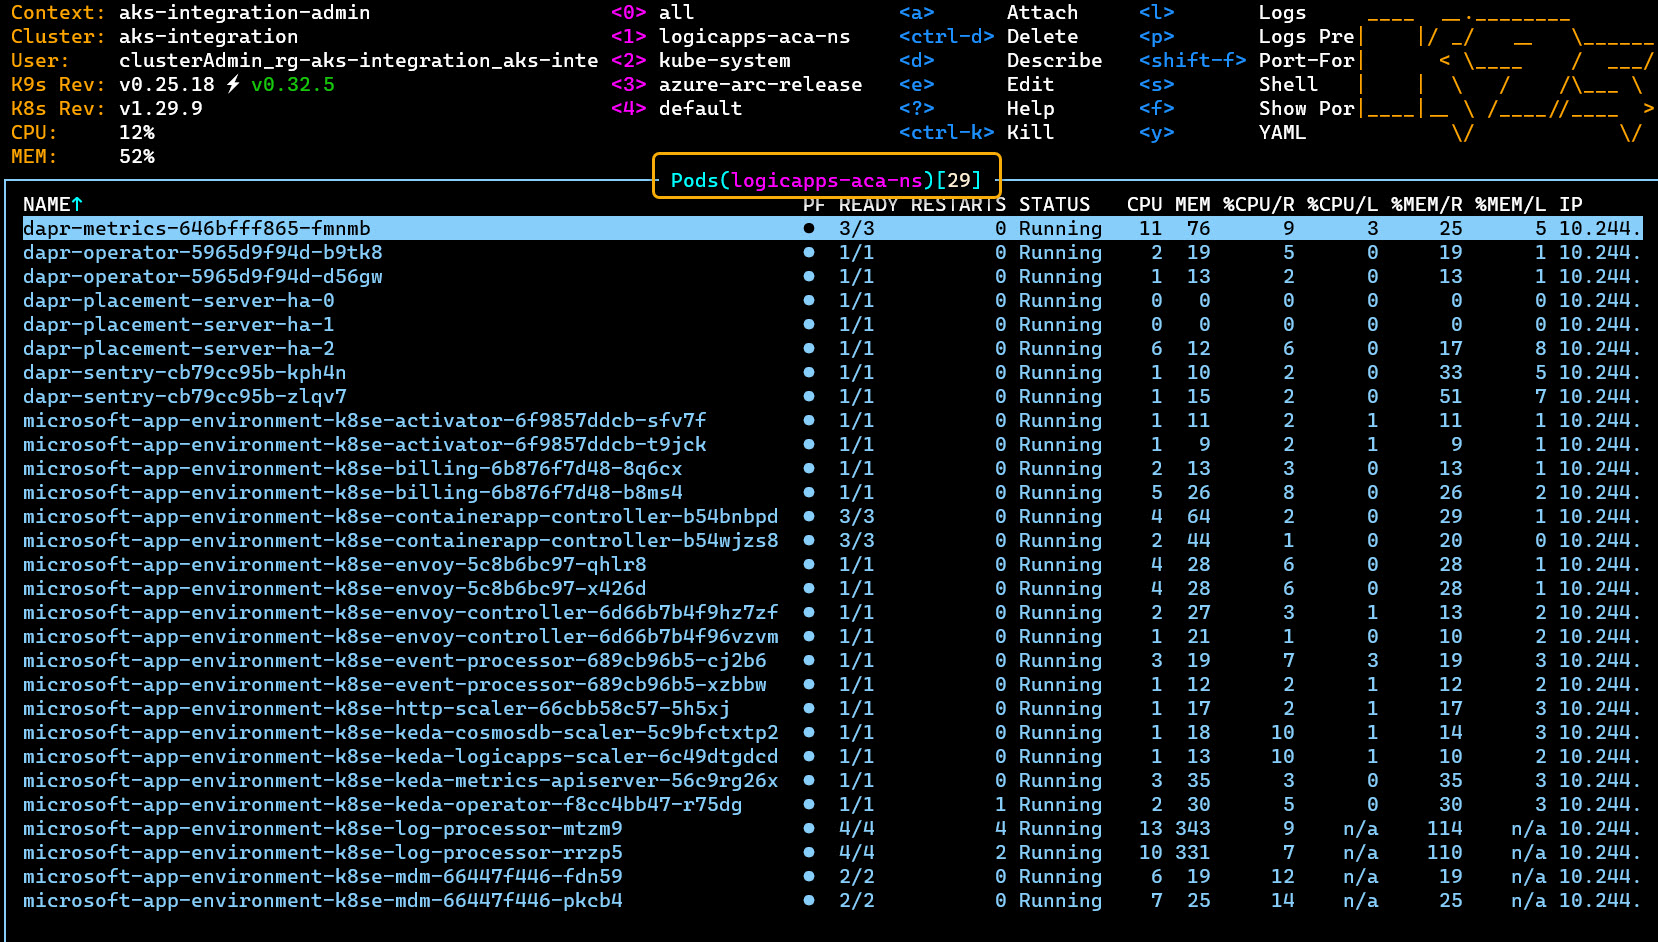 Context: aks-integration-admin <0> all <a> Attach <l> Logs
Cluster: aks-integration <1> logicapps-aca-ns <ctrl-d> Delete <p> Logs Pre
User: clusterAdmin_rg-aks-integration_aks-inte <2> kube-system <d> Describe <shift-f> Port-For
K9s Rev: v0.25.18 ⚡ v0.32.5 <3> azure-arc-release <e> Edit <s> Shell
K8s Rev: v1.29.9 <4> default <?> Help <f> Show Por
CPU: 12% <ctrl-k> Kill <y> YAML
MEM: 52%
Pods(logicapps-aca-ns)[29]
NAME↑ PF READY RESTARTS STATUS CPU MEM %CPU/R %CPU/L %MEM/R %MEM/L IP
dapr-metrics-646bfff865-fmnmb ● 3/3 0 Running 11 76 9 3 25 5 10.244.
dapr-operator-5965d9f94d-b9tk8 ● 1/1 0 Running 2 19 5 0 19 1 10.244.
dapr-operator-5965d9f94d-d56gw ● 1/1 0 Running 1 13 2 0 13 1 10.244.
dapr-placement-server-ha-0 ● 1/1 0 Running 0 0 0 0 0 0 10.244.
dapr-placement-server-ha-1 ● 1/1 0 Running 0 0 0 0 0 0 10.244.
dapr-placement-server-ha-2 ● 1/1 0 Running 6 12 6 0 17 8 10.244.
dapr-sentry-cb79cc95b-kph4n ● 1/1 0 Running 1 10 2 0 33 5 10.244.
dapr-sentry-cb79cc95b-zlqv7 ● 1/1 0 Running 1 15 2 0 51 7 10.244.
microsoft-app-environment-k8se-activator-6f9857ddcb-sfv7f ● 1/1 0 Running 1 11 2 1 11 1 10.244.
microsoft-app-environment-k8se-activator-6f9857ddcb-t9jck ● 1/1 0 Running 1 9 2 1 9 1 10.244.
microsoft-app-environment-k8se-billing-6b876f7d48-8q6cx ● 1/1 0 Running 2 13 3 0 13 1 10.244.
microsoft-app-environment-k8se-billing-6b876f7d48-b8ms4 ● 1/1 0 Running 5 26 8 0 26 2 10.244.
microsoft-app-environment-k8se-containerapp-controller-b54bnbpd ● 3/3 0 Running 4 64 2 0 29 1 10.244.
microsoft-app-environment-k8se-containerapp-controller-b54wjzs8 ● 3/3 0 Running 2 44 1 0 20 0 10.244.
microsoft-app-environment-k8se-envoy-5c8b6bc97-qhlr8 ● 1/1 0 Running 4 28 6 0 28 1 10.244.
microsoft-app-environment-k8se-envoy-5c8b6bc97-x426d ● 1/1 0 Running 4 28 6 0 28 1 10.244.
microsoft-app-environment-k8se-envoy-controller-6d66b7b4f9hz7zf ● 1/1 0 Running 2 27 3 1 13 2 10.244.
microsoft-app-environment-k8se-envoy-controller-6d66b7b4f96vzvm ● 1/1 0 Running 1 21 1 0 10 2 10.244.
microsoft-app-environment-k8se-event-processor-689cb96b5-cj2b6 ● 1/1 0 Running 3 19 7 3 19 3 10.244.
microsoft-app-environment-k8se-event-processor-689cb96b5-xzbbw ● 1/1 0 Running 1 12 2 1 12 2 10.244.
microsoft-app-environment-k8se-http-scaler-66cbb58c57-5h5xj ● 1/1 0 Running 1 17 2 1 17 3 10.244.
microsoft-app-environment-k8se-keda-cosmosdb-scaler-5c9bfctxtp2 ● 1/1 0 Running 1 18 10 1 14 3 10.244.
microsoft-app-environment-k8se-keda-logicapps-scaler-6c49dtgdcd ● 1/1 0 Running 1 13 10 1 10 2 10.244.
microsoft-app-environment-k8se-keda-metrics-apiserver-56c9rg26x ● 1/1 0 Running 3 35 3 0 35 3 10.244.
microsoft-app-environment-k8se-keda-operator-f8cc4bb47-r75dg ● 1/1 1 Running 2 30 5 0 30 3 10.244.
microsoft-app-environment-k8se-log-processor-mtzm9 ● 4/4 4 Running 13 343 9 n/a 114 n/a 10.244.
microsoft-app-environment-k8se-log-processor-rrzp5 ● 4/4 2 Running 10 331 7 n/a 110 n/a 10.244.
microsoft-app-environment-k8se-mdm-66447f446-fdn59 ● 2/2 0 Running 6 19 12 n/a 19 n/a 10.244.
microsoft-app-environment-k8se-mdm-66447f446-pkcb4 ● 2/2 0 Running 7 25 14 n/a 25 n/a 10.244.